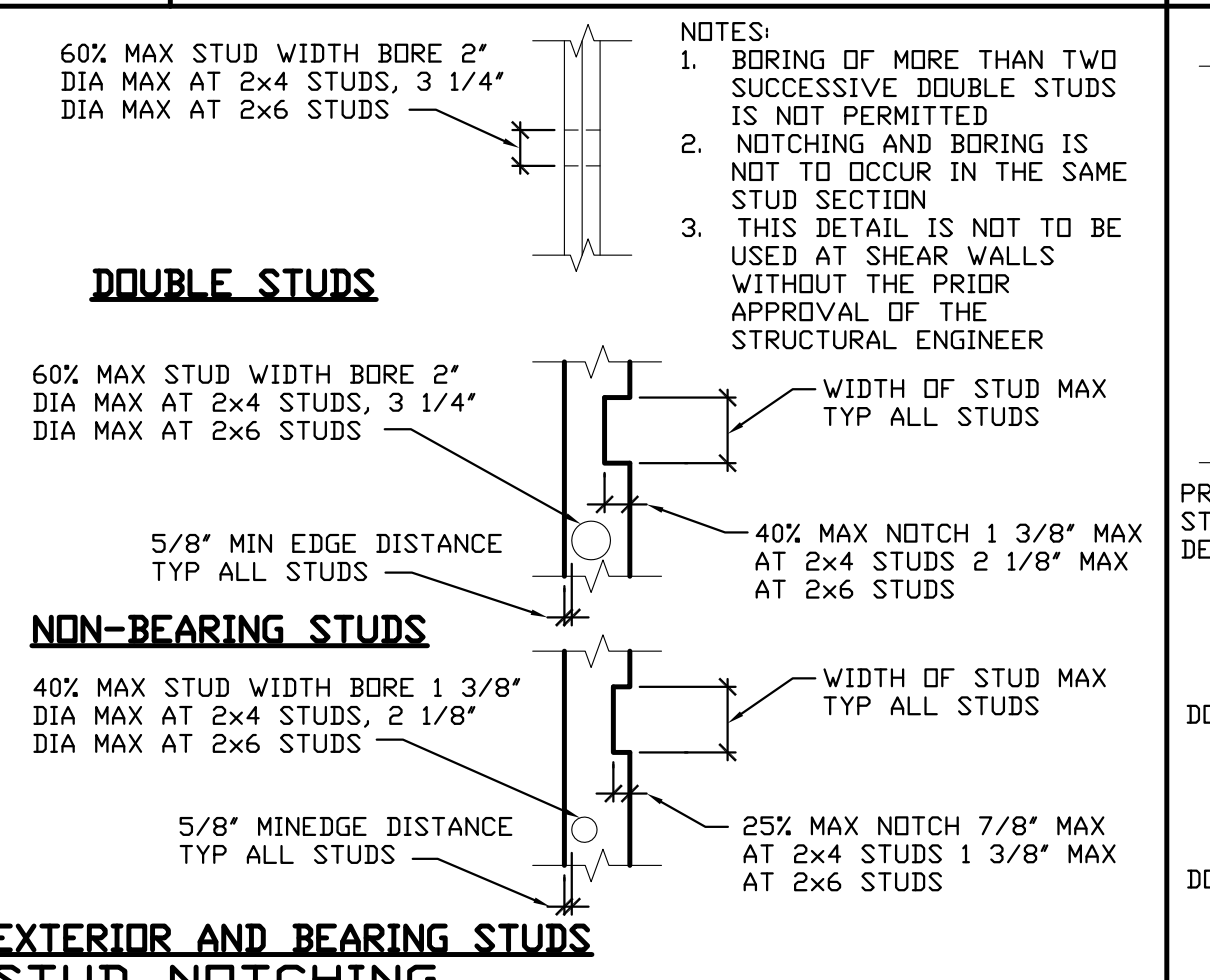 60% MAX STUD WIDTH BORE 2"
DIA MAX AT 2x4 STUDS, 3 1/4"
DIA MAX AT 2x6 STUDS
DOUBLE STUDS
NOTES:
1. BORING OF MORE THAN TWO
SUCCESSIVE DOUBLE STUDS
IS NOT PERMITTED
2. NOTCHING AND BORING IS
NOT TO OCCUR IN THE SAME
STUD SECTION
3. THIS DETAIL IS NOT TO BE
USED AT SHEAR WALLS
WITHOUT THE PRIOR
APPROVAL OF THE
STRUCTURAL ENGINEER
60% MAX STUD WIDTH BORE 2"
DIA MAX AT 2x4 STUDS, 3 1/4"
DIA MAX AT 2x6 STUDS
WIDTH OF STUD MAX
TYP ALL STUDS
5/8" MIN EDGE DISTANCE
TYP ALL STUDS
40% MAX NOTCH 1 3/8" MAX
AT 2x4 STUDS 2 1/8" MAX
AT 2x6 STUDS
NON-BEARING STUDS
40% MAX STUD WIDTH BORE 1 3/8"
DIA MAX AT 2x4 STUDS, 2 1/8"
DIA MAX AT 2x6 STUDS
WIDTH OF STUD MAX
TYP ALL STUDS
5/8" MINEDGE DISTANCE
TYP ALL STUDS
25% MAX NOTCH 7/8" MAX
AT 2x4 STUDS 1 3/8" MAX
AT 2x6 STUDS
EXTERIOR AND BEARING STUDS
STUD NOTCHING
PR
ST
DE
DO
DO